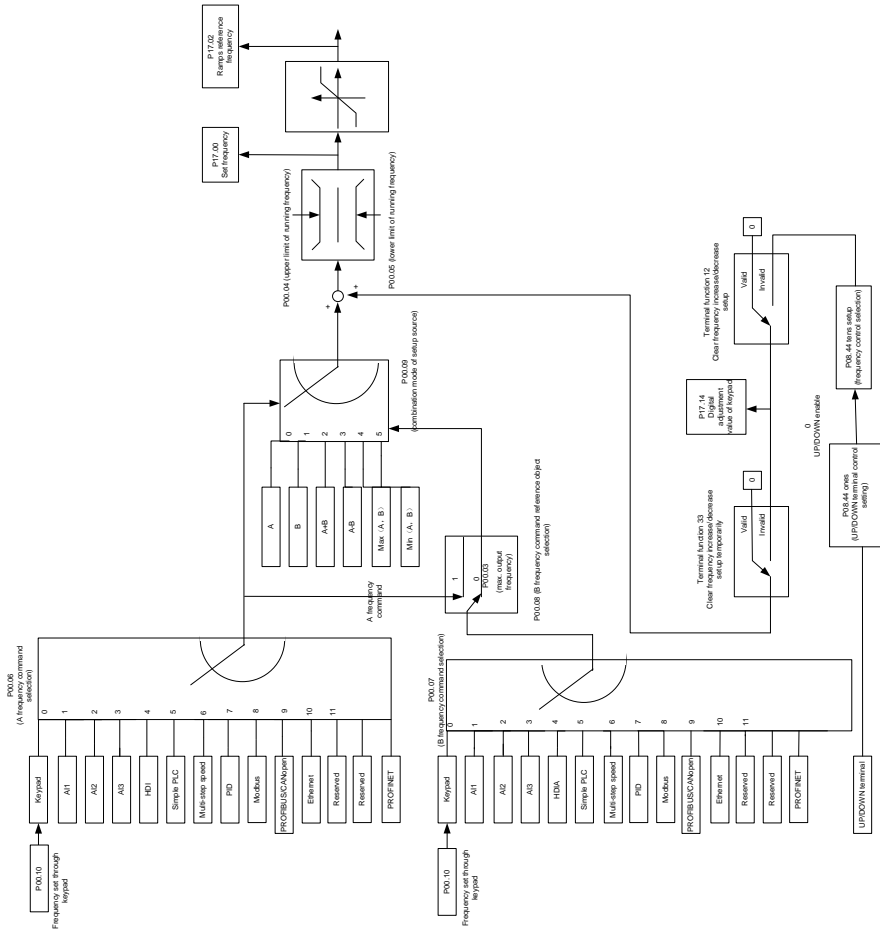 P17.02
Ramps reference
frequency
P17.00
Set frequency
P00.04 (upper limit of running frequency)
P00.05 (lower limit of running frequency)
+
+
P00.09
(combination mode of setup source)
0
1
2
3
4
5
A
B
A+B
A-B
Max（A，B）
Min（A，B）
A frequency
command
1
0
P00.03
(max. output
frequency)
P00.08 (B frequency command reference object
selection)
P00.06
(A frequency command
selection)
0
1
2
3
4
5
6
7
8
9
10
11
Keypad
AI1
AI2
AI3
HDI
Simple PLC
Multi-step speed
PID
Modbus
PROFIBUS/CANopen
Ethernet
Reserved
Reserved
PROFINET
P00.10
Frequency set through
keypad
P00.07
(B frequency command selection)
0
1
2
3
4
5
6
7
8
9
10
11
Keypad
AI1
AI2
AI3
HDIA
Simple PLC
Multi-step speed
PID
Modbus
PROFIBUS/CANopen
Ethernet
Reserved
Reserved
PROFINET
P00.10
Frequency set through
keypad
Terminal function 12
Clear frequency increase/decrease
setup
Valid
Invalid
0
P17.14
Digital
adjustment
value of keypad
Terminal function 33
Clear frequency increase/decrease
setup temporarily
Valid
Invalid
0
P08.44 tens setup
(frequency control selection)
0
UP/DOWN enable
P08.44 ones
(UP/DOWN terminal control
setting)
UP/DOWN terminal